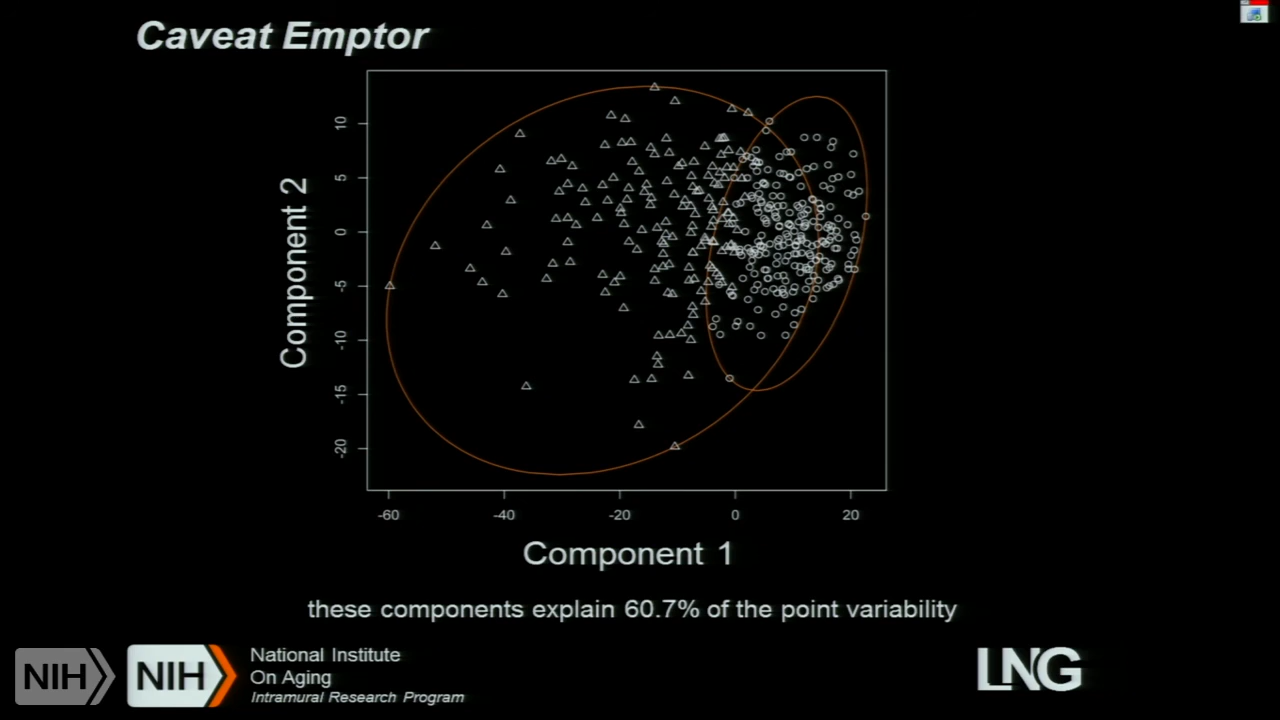 Caveat Emptor
Component 2
10
5
0
-5
-10
-15
-20
-60
-40
-20
0
20
Component 1
these components explain 60.7% of the point variability
NIH
NIH
National Institute
On Aging
Intramural Research Program
LNG